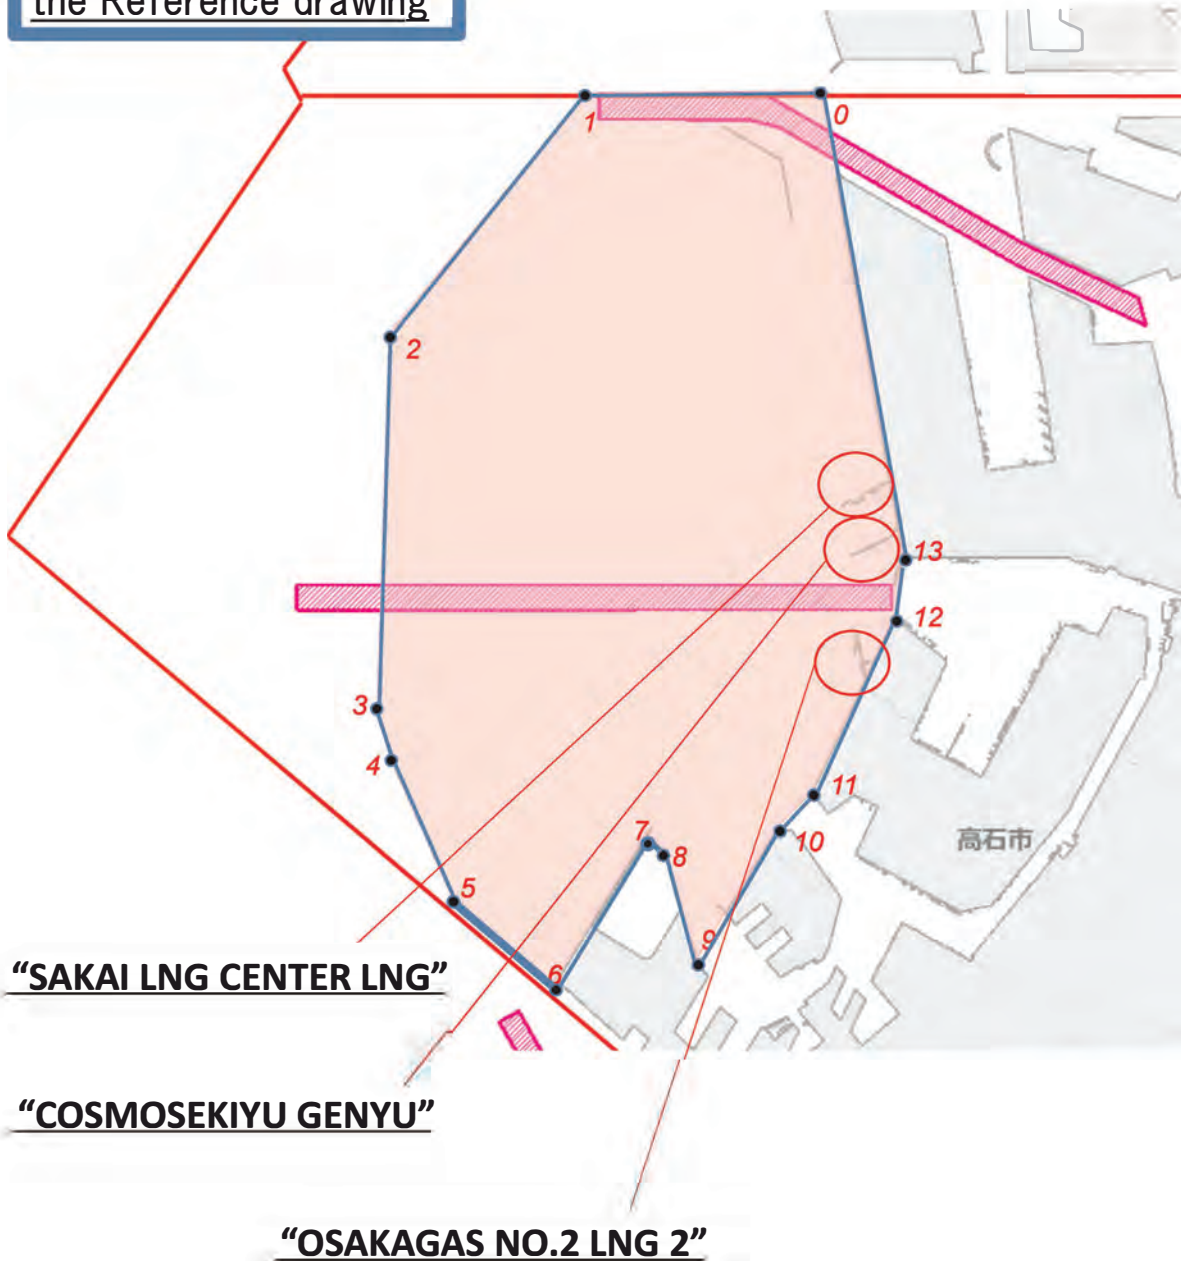 the Reference drawing
1
0
2
13
12
3
4
11
7
10
8
高石市
5
9
6
“SAKAI LNG CENTER LNG”
“COSMOSEKIYU GENYU”
“OSAKAGAS NO.2 LNG 2”